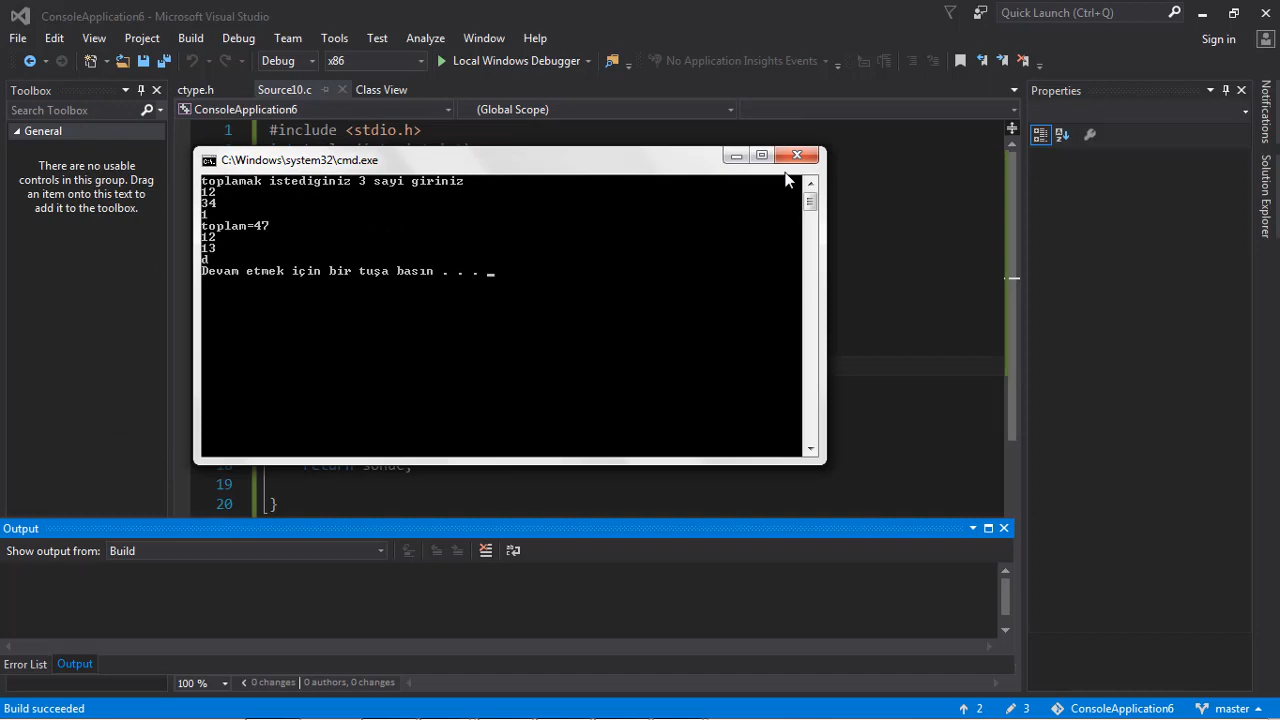 ConsoleApplication6 - Microsoft Visual Studio
Quick Launch (Ctrl+Q)
File Edit View Project Build Debug Team Tools Test Analyze Window Help
Sign in
Debug x86 Local Windows Debugger No Application Insights Events
Toolbox
ctype.h Source10.c Class View
Properties
Search Toolbox
ConsoleApplication6 (Global Scope)
General
There are no usable
controls in this group. Drag
an item onto this text to
add it to the toolbox.
1 #include <stdio.h>
C:\Windows\system32\cmd.exe
toplamak istediginiz 3 sayi giriniz
12
34
1
toplam=47
12
13
d
Devam etmek için bir tuşa basın . . . _
return sonuc;
19
20 }
Notifications
Solution Explorer
Output
Show output from: Build
Error List Output
100 % 0 changes | 0 authors, 0 changes
Build succeeded
2 3 ConsoleApplication6 master